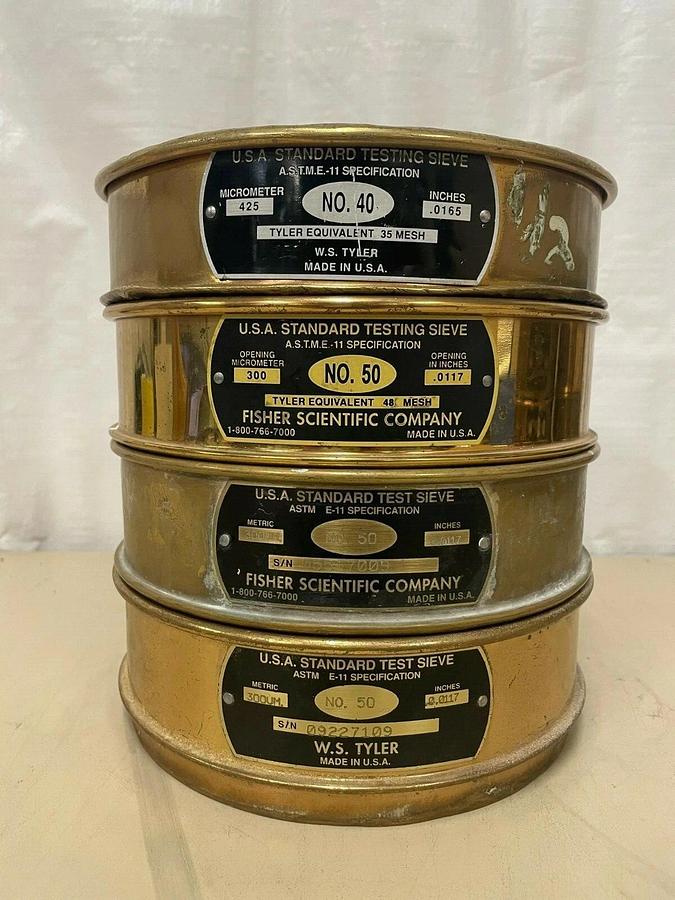 U.S.A. STANDARD TESTING SIEVE
A.S.T.M.E.-11 SPECIFICATION
MICROMETER
425
NO. 40
INCHES
.0165
TYLER EQUIVALENT 35 MESH
W.S. TYLER
MADE IN U.S.A.
U.S.A. STANDARD TESTING SIEVE
A.S.T.M.E.-11 SPECIFICATION
OPENING
MICROMETER
300
NO. 50
OPENING
IN INCHES
.0117
TYLER EQUIVALENT 48 MESH
FISHER SCIENTIFIC COMPANY
1-800-766-7000 MADE IN U.S.A.
U.S.A. STANDARD TEST SIEVE
ASTM E-11 SPECIFICATION
METRIC
NO. 50
INCHES
.0117
S/N
FISHER SCIENTIFIC COMPANY
1-800-766-7000 MADE IN U.S.A.
U.S.A. STANDARD TEST SIEVE
ASTM E-11 SPECIFICATION
METRIC
300UM.
NO. 50
INCHES
0.0117
S/N 09227109
W.S. TYLER
MADE IN U.S.A.